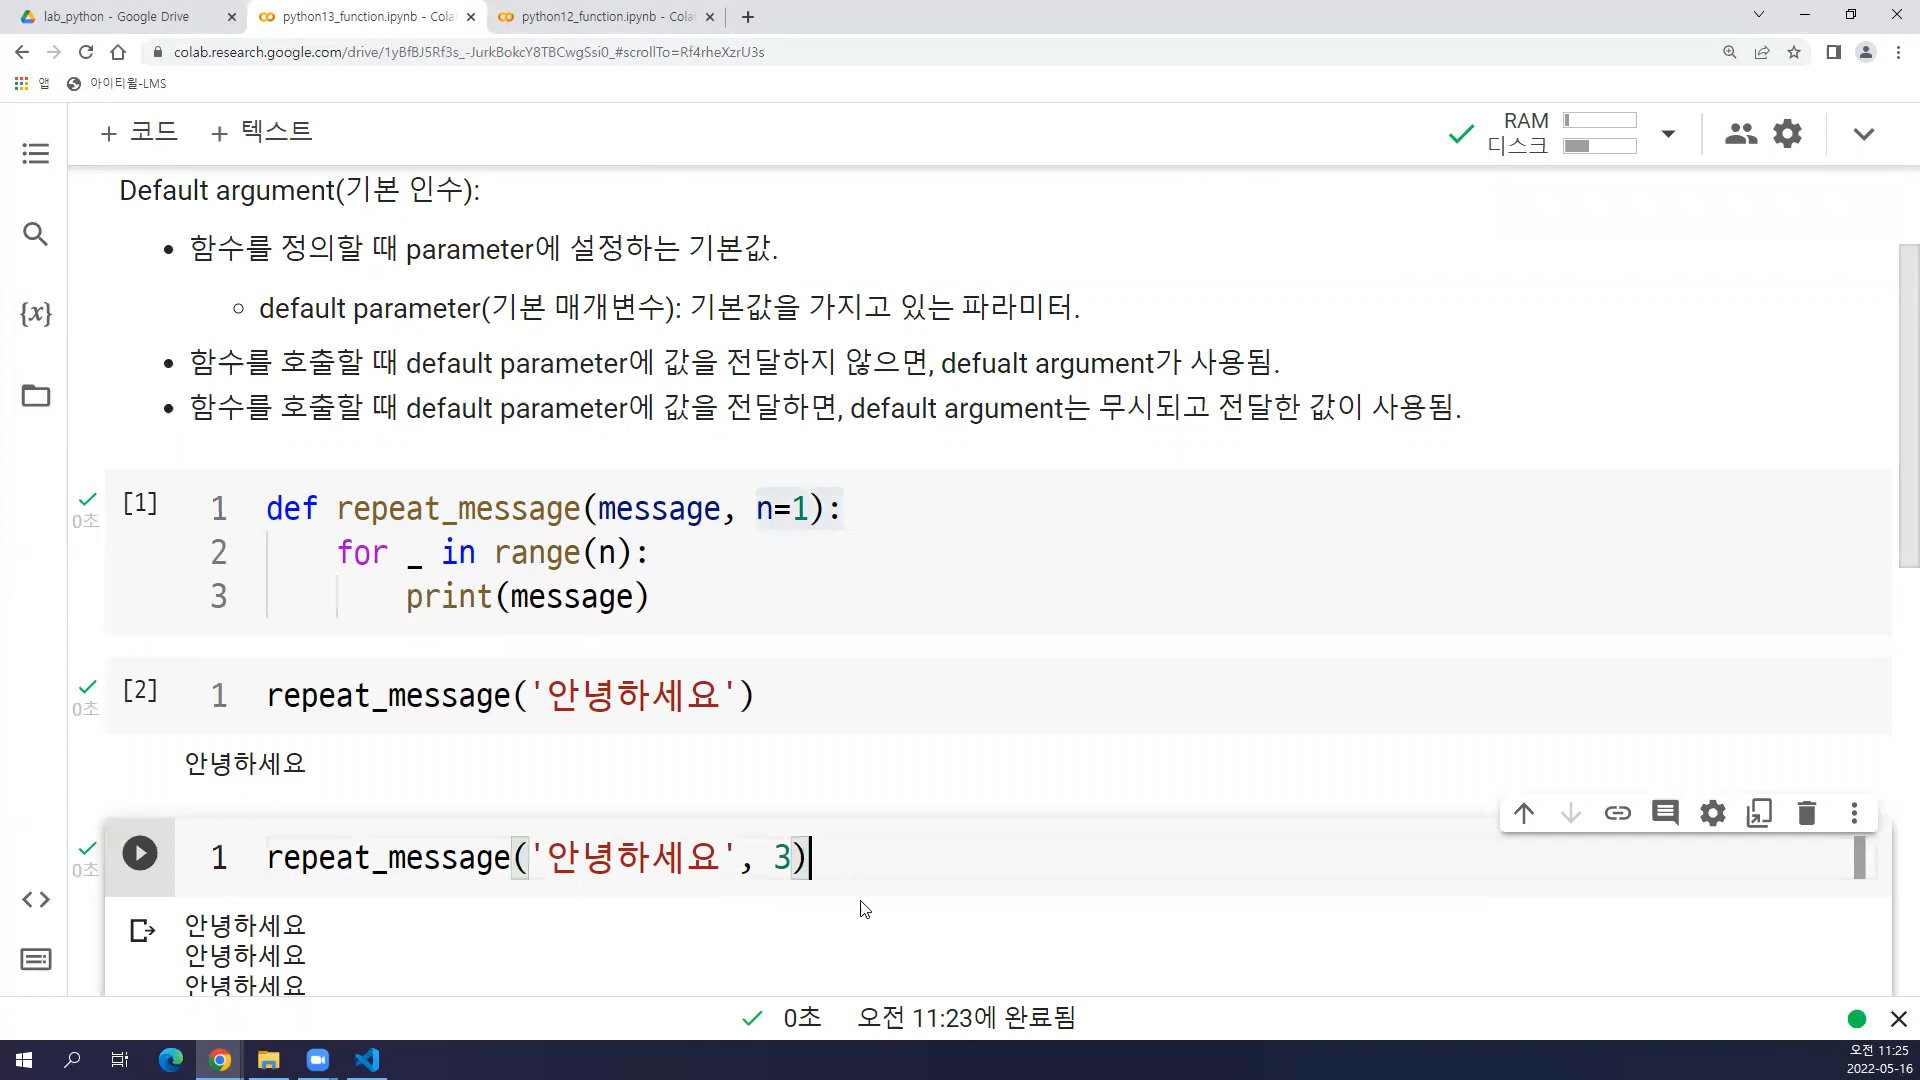 lab_python - Google Drive
python13_function.ipynb - Cola
python12_function.ipynb - Cola
colab.research.google.com/drive/1yBfBJ5Rf3s_-JurkBokcY8TBCwgSsi0_#scrollTo=Rf4rheXzrU3s
앱 아이티윌-LMS
+ 코드 + 텍스트
RAM
디스크
Default argument(기본 인수):
• 함수를 정의할 때 parameter에 설정하는 기본값.
◦ default parameter(기본 매개변수): 기본값을 가지고 있는 파라미터.
• 함수를 호출할 때 default parameter에 값을 전달하지 않으면, defualt argument가 사용됨.
• 함수를 호출할 때 default parameter에 값을 전달하면, default argument는 무시되고 전달한 값이 사용됨.
[1] 1 def repeat_message(message, n=1):
0초 2 for _ in range(n):
3 print(message)
[2] 1 repeat_message('안녕하세요')
0초
안녕하세요
1 repeat_message('안녕하세요', 3)
0초
안녕하세요
안녕하세요
안녕하세요
0초 오전 11:23에 완료됨
오전 11:25
2022-05-16